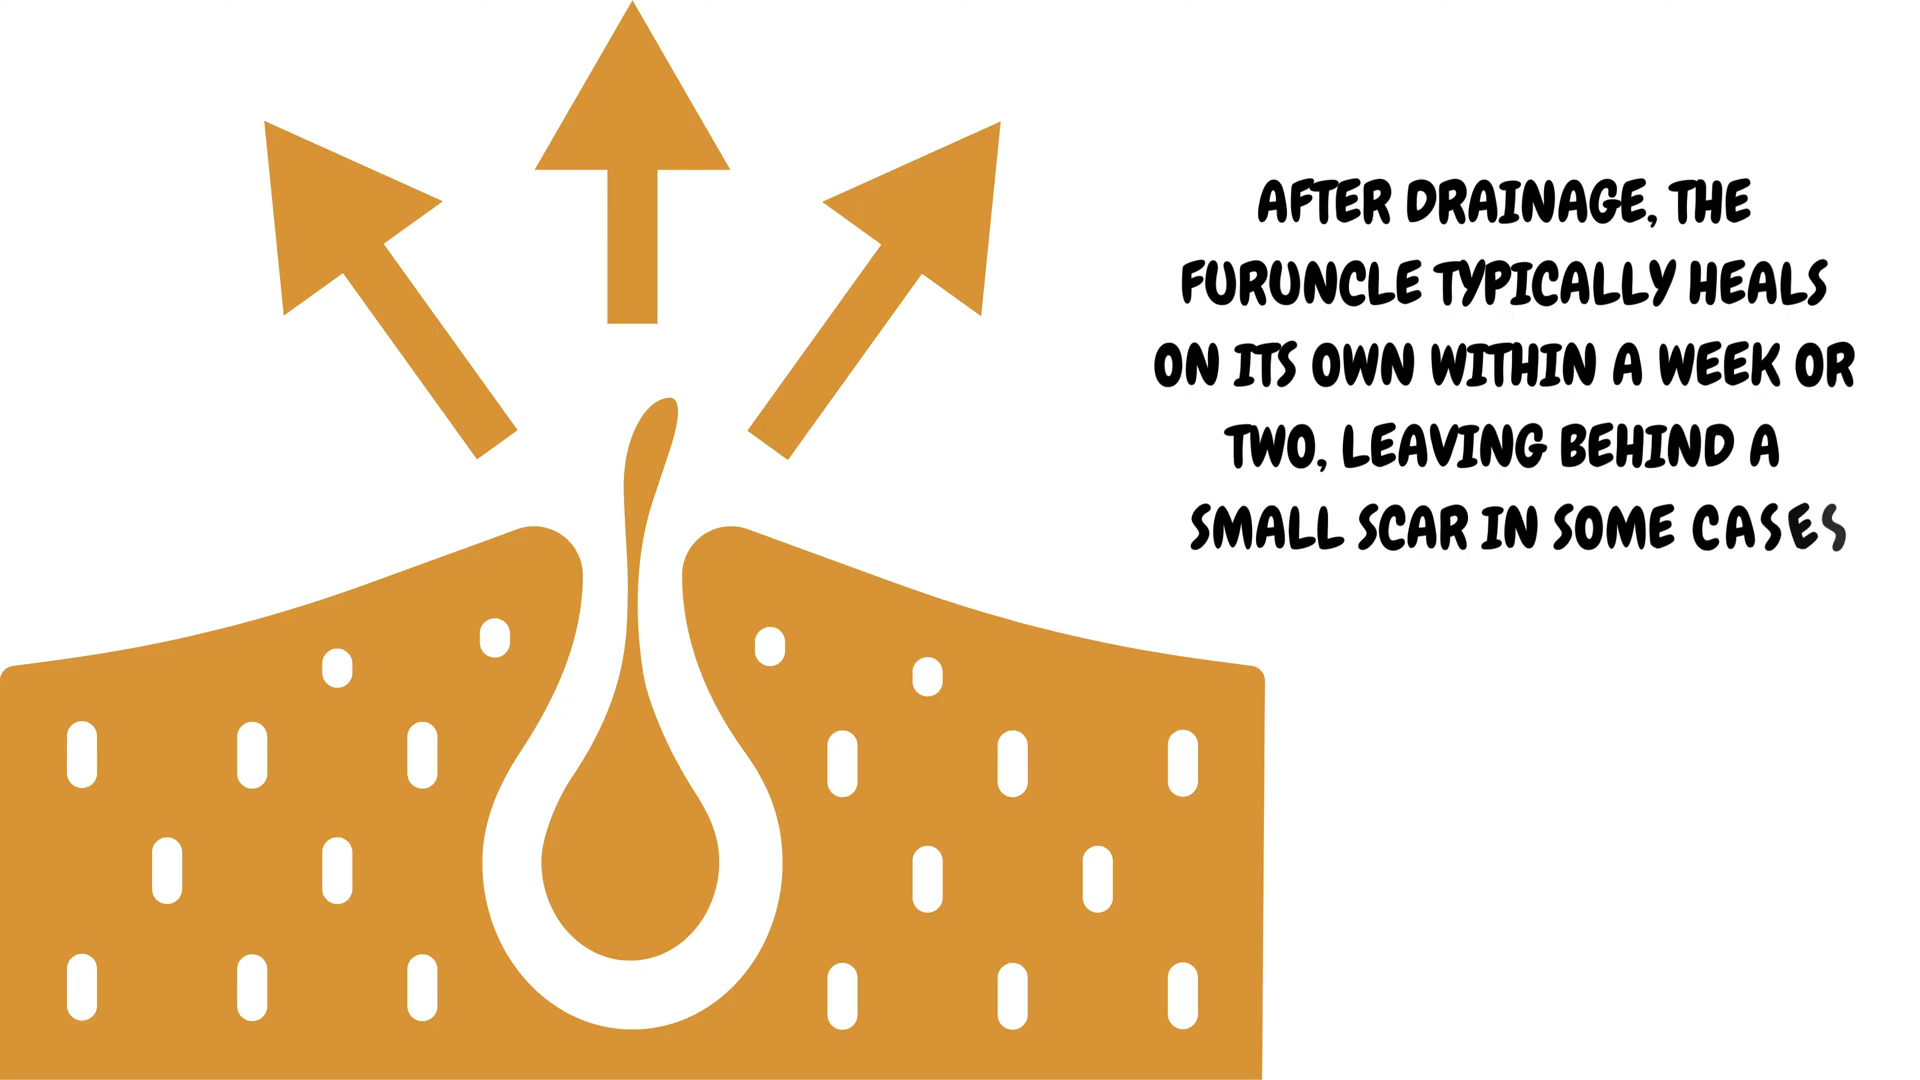 AFTER DRAINAGE, THE
FURUNCLE TYPICALLY HEALS
ON ITS OWN WITHIN A WEEK OR
TWO, LEAVING BEHIND A
SMALL SCAR IN SOME CASES